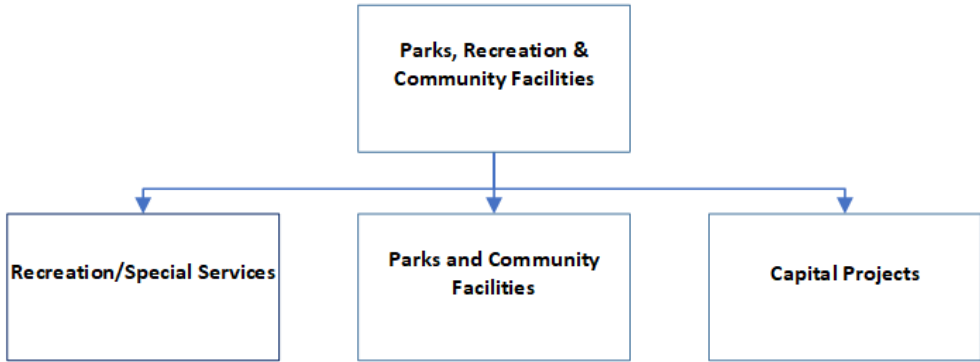 Parks, Recreation &
Community Facilities
Recreation/Special Services
Parks and Community
Facilities
Capital Projects